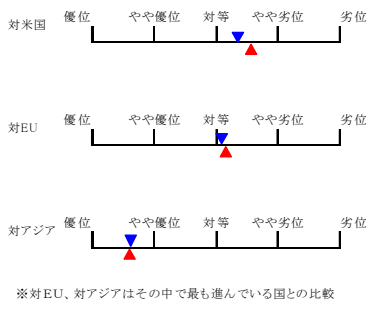 優位 やや優位 対等 やや劣位 劣位
対米国
優位 やや優位 対等 やや劣位 劣位
対EU
優位 やや優位 対等 やや劣位 劣位
対アジア
※対EU、対アジアはその中で最も進んでいる国との比較